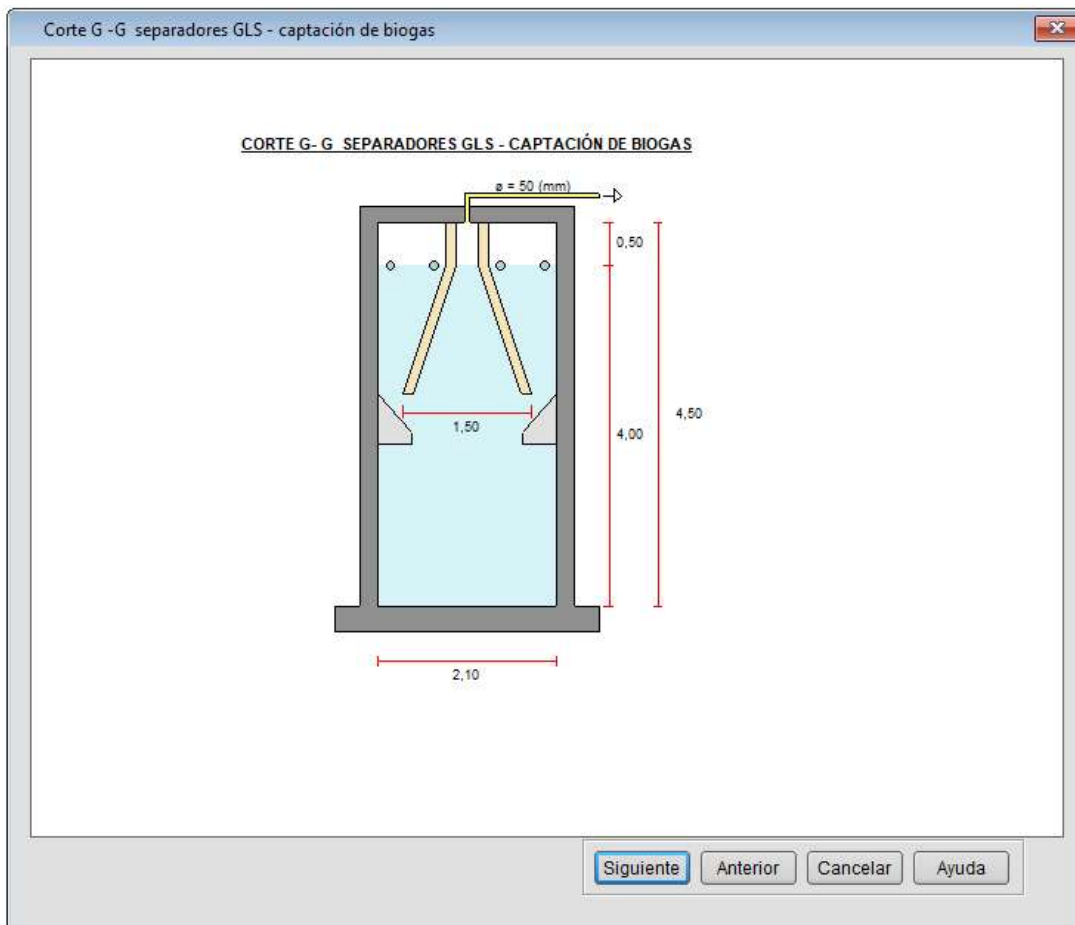 Corte G -G separadores GLS - captación de biogas
CORTE G- G SEPARADORES GLS - CAPTACIÓN DE BIOGAS
ø = 50 (mm)
0,50
1,50
4,00
4,50
2,10
Siguiente
Anterior
Cancelar
Ayuda